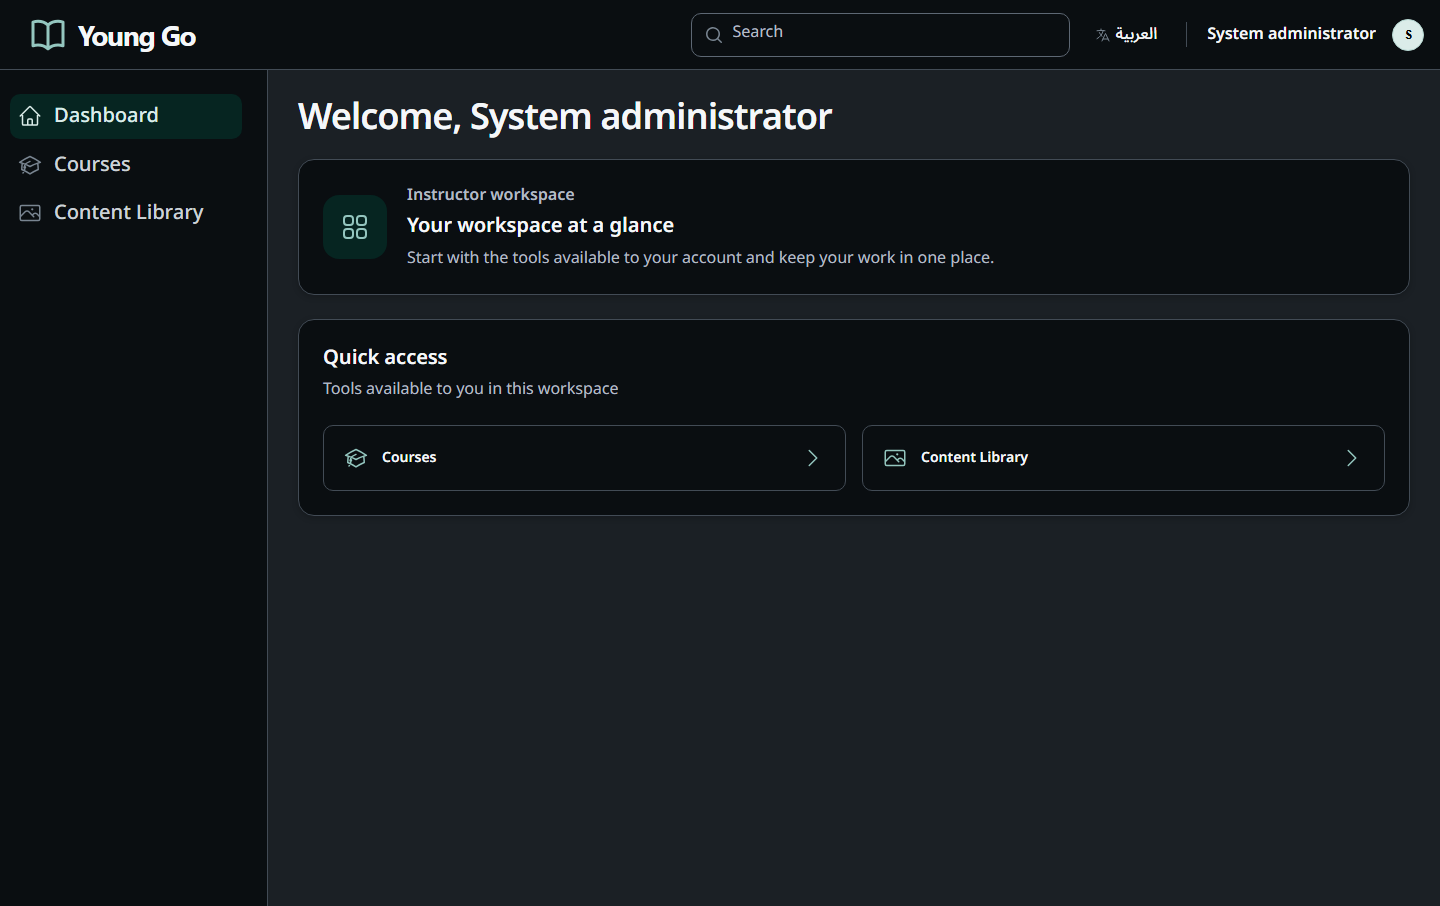 Young Go
Search
العربية
System administrator
S
Dashboard
Courses
Content Library
Welcome, System administrator
Instructor workspace
Your workspace at a glance
Start with the tools available to your account and keep your work in one place.
Quick access
Tools available to you in this workspace
Courses
Content Library